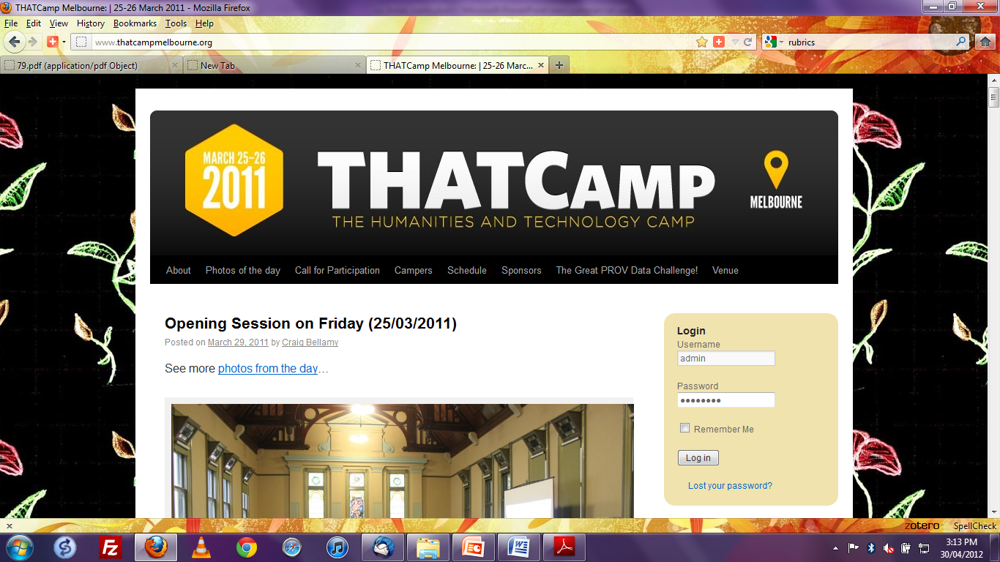 THATCamp Melbourne: | 25-26 March 2011 - Mozilla Firefox
File Edit View History Bookmarks Tools Help
www.thatcampmelbourne.org
rubrics
79.pdf (application/pdf Object)
New Tab
THATCamp Melbourne: | 25-26 Marc...
MARCH 25–26
2011
THATCAMP
THE HUMANITIES AND TECHNOLOGY CAMP
MELBOURNE
About Photos of the day Call for Participation Campers Schedule Sponsors The Great PROV Data Challenge! Venue
Opening Session on Friday (25/03/2011)
Posted on March 29, 2011 by Craig Bellamy
See more photos from the day…
Login
Username
admin
Password
••••••••
Remember Me
Log in
Lost your password?
zotero SpellCheck
3:13 PM
30/04/2012